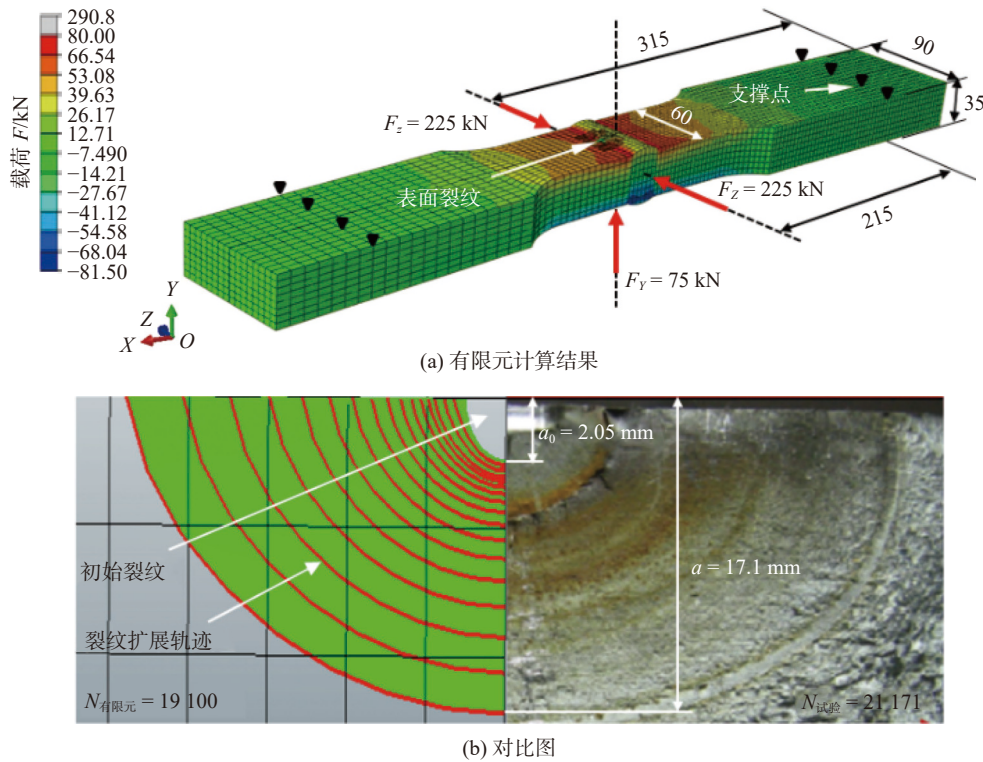 290.8
80.00
66.54
53.08
39.63
26.17
12.71
−7.490
−14.21
−27.67
−41.12
−54.58
−68.04
−81.50
载荷 F/kN
315
90
35
支撑点
60
F_z = 225 kN
表面裂纹
F_Z = 225 kN
215
F_Y = 75 kN
Y
Z
X
O
(a) 有限元计算结果
a₀ = 2.05 mm
a = 17.1 mm
初始裂纹
裂纹扩展轨迹
N有限元 = 19 100
N试验 = 21 171
(b) 对比图